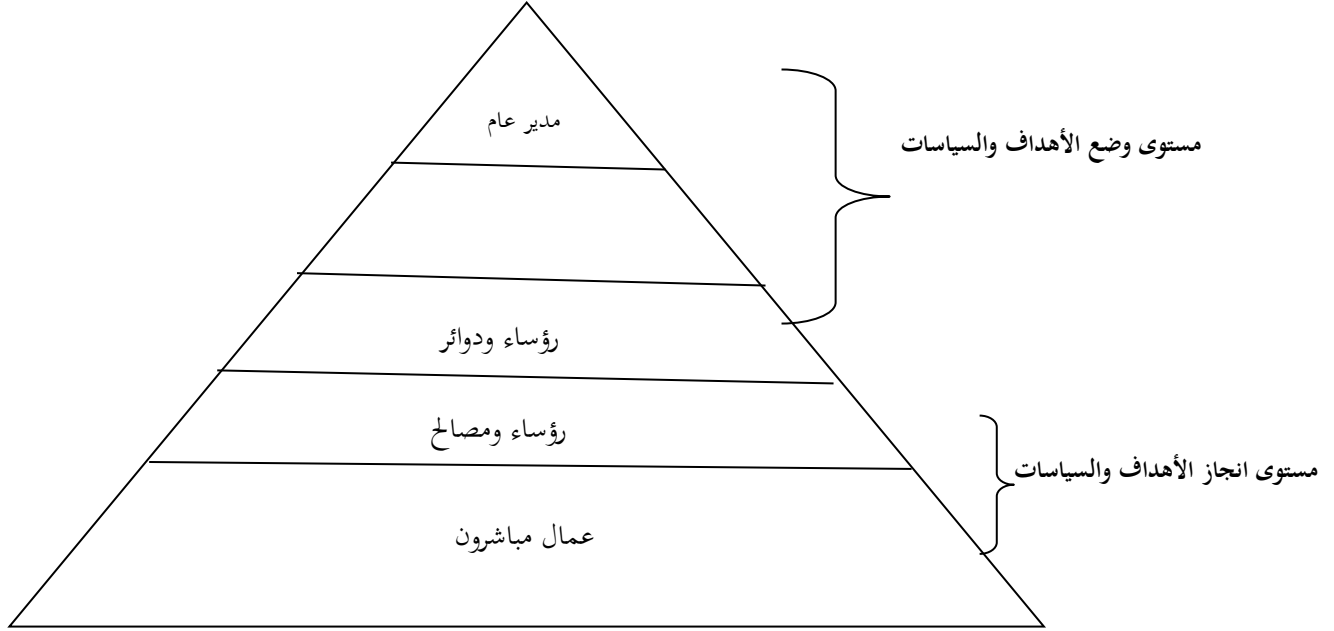 مدير عام
مستوى وضع الأهداف والسياسات
رؤساء ودوائر
رؤساء ومصالح
مستوى انجاز الأهداف والسياسات
عمال مباشرون